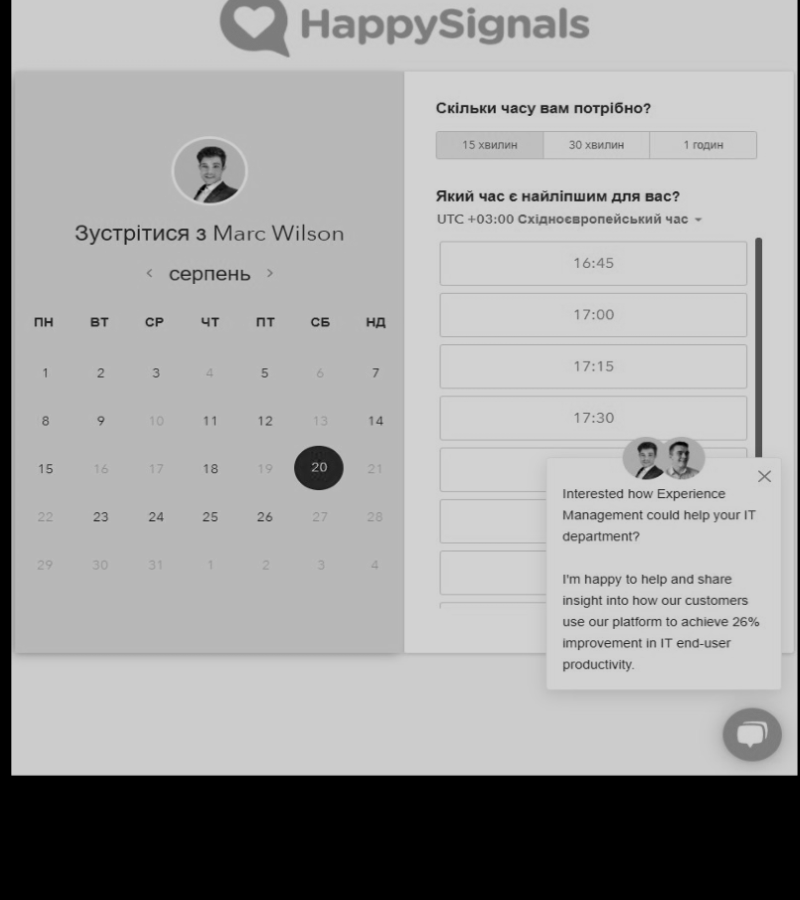 HappySignals
Зустрітися з Marc Wilson
< серпень >
ПН ВТ СР ЧТ ПТ СБ НД
1 2 3 4 5 6 7
8 9 10 11 12 13 14
15 16 17 18 19 20 21
22 23 24 25 26 27 28
29 30 31 1 2 3 4
Скільки часу вам потрібно?
15 хвилин 30 хвилин 1 годин
Який час є найліпшим для вас?
UTC +03:00 Східноєвропейський час
16:45
17:00
17:15
17:30
Interested how Experience
Management could help your IT
department?
I'm happy to help and share
insight into how our customers
use our platform to achieve 26%
improvement in IT end-user
productivity.